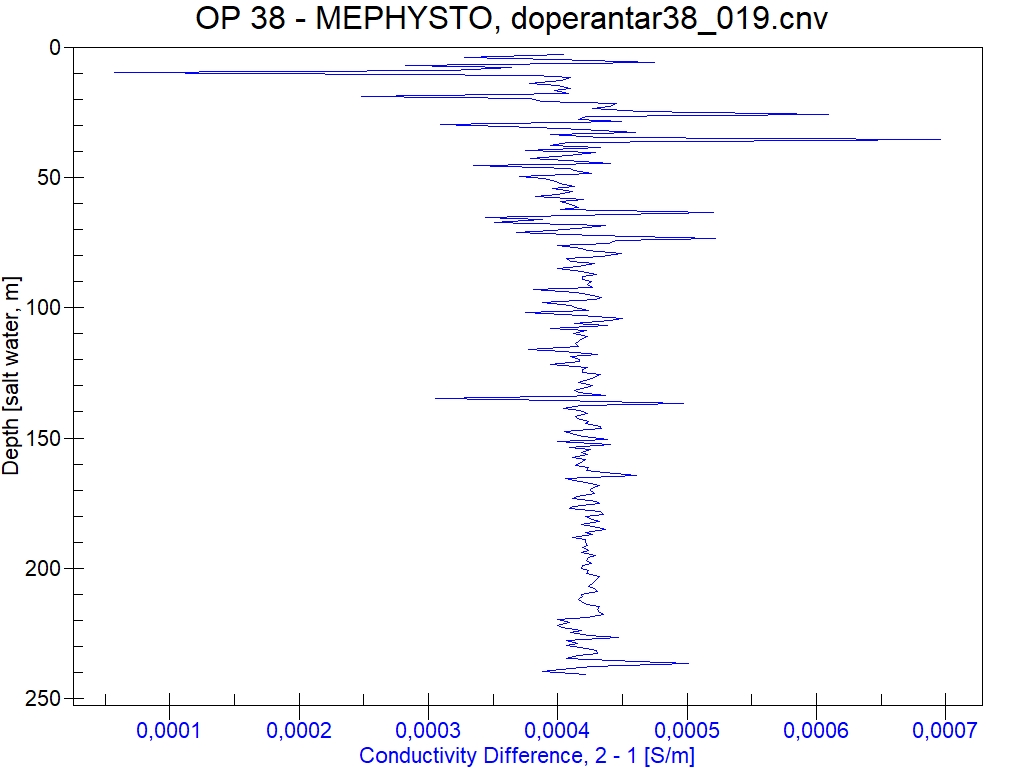 OP 38 - MEPHYSTO, doperantar38_019.cnv
0
50
100
150
200
250
Depth [salt water, m]
0,0001 0,0002 0,0003 0,0004 0,0005 0,0006 0,0007
Conductivity Difference, 2 - 1 [S/m]